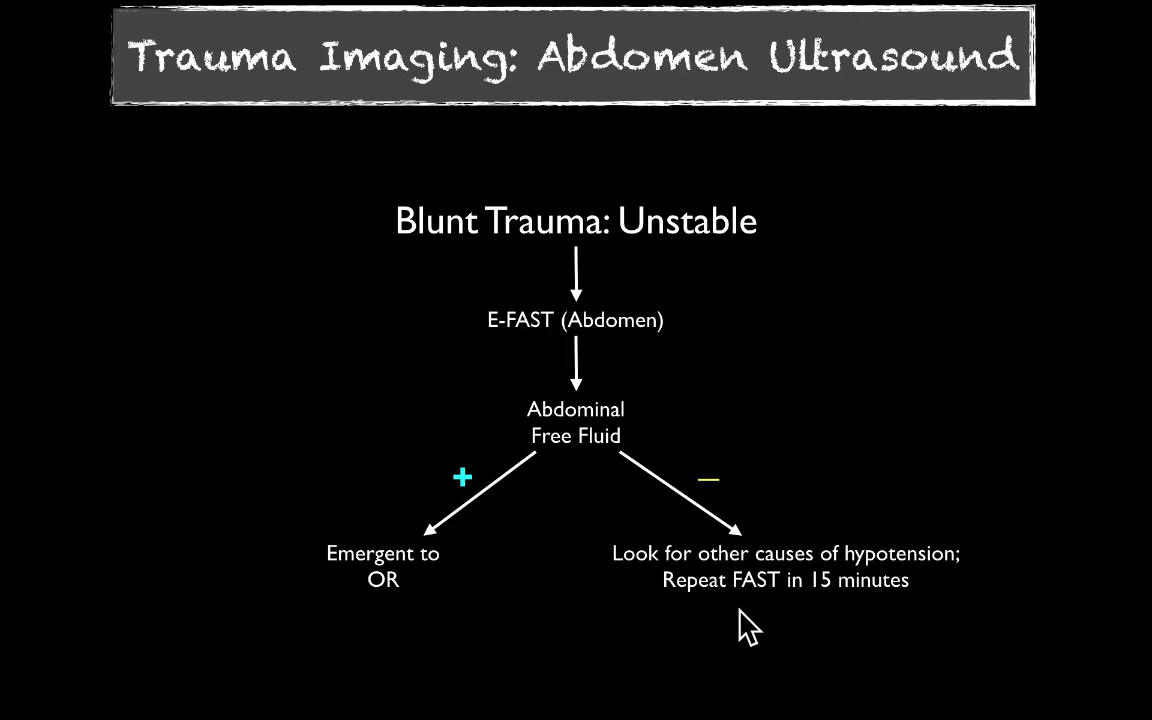 Trauma Imaging: Abdomen Ultrasound
Blunt Trauma: Unstable
E-FAST (Abdomen)
Abdominal
Free Fluid
+
—
Emergent to
OR
Look for other causes of hypotension;
Repeat FAST in 15 minutes